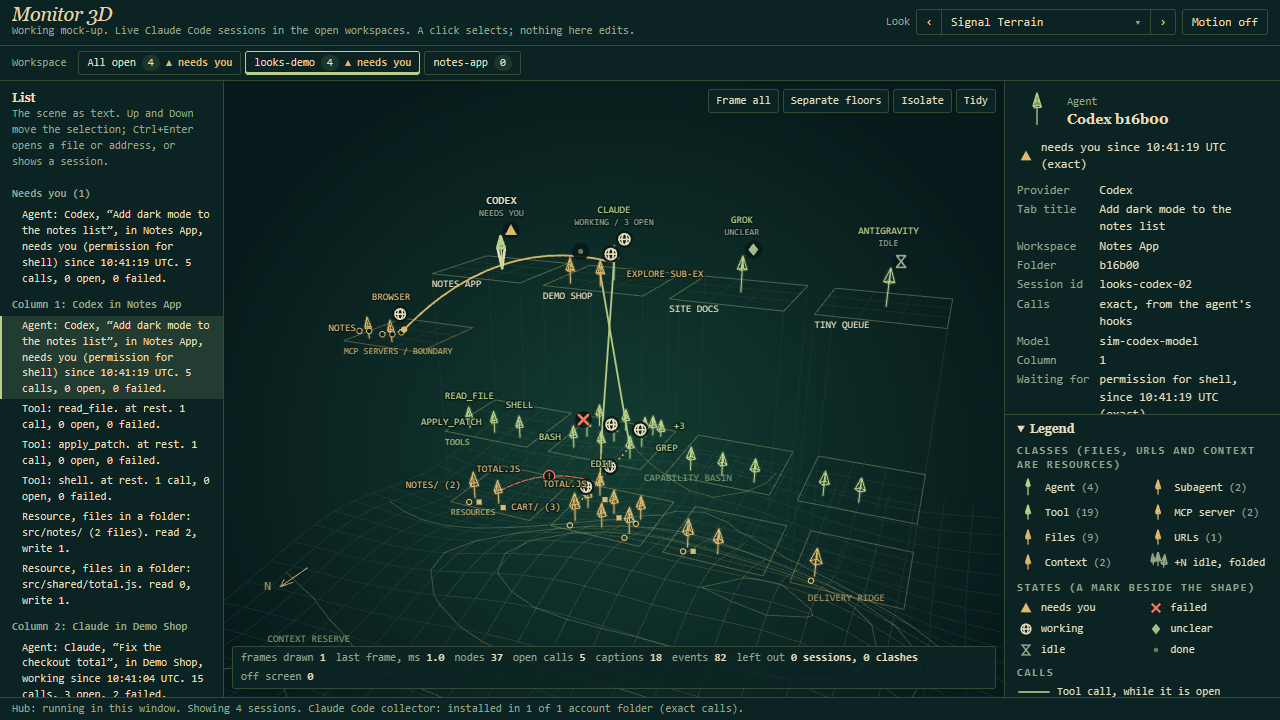 Monitor 3D
Working mock-up. Live Claude Code sessions in the open workspaces. A click selects; nothing here edits.
Look
‹
Signal Terrain
›
Motion off
Workspace
All open 4 ▲ needs you
looks-demo 4 ▲ needs you
notes-app 0
List
The scene as text. Up and Down
move the selection; Ctrl+Enter
opens a file or address, or
shows a session.
Needs you (1)
Agent: Codex, “Add dark mode to
the notes list”, in Notes App,
needs you (permission for
shell) since 10:41:19 UTC. 5
calls, 0 open, 0 failed.
Column 1: Codex in Notes App
Agent: Codex, “Add dark mode to
the notes list”, in Notes App,
needs you (permission for
shell) since 10:41:19 UTC. 5
calls, 0 open, 0 failed.
Tool: read_file. at rest. 1
call, 0 open, 0 failed.
Tool: apply_patch. at rest. 1
call, 0 open, 0 failed.
Tool: shell. at rest. 1 call, 0
open, 0 failed.
Resource, files in a folder:
src/notes/ (2 files). read 2,
write 1.
Resource, files in a folder:
src/shared/total.js. read 0,
write 1.
Column 2: Claude in Demo Shop
Agent: Claude, “Fix the
checkout total”, in Demo Shop,
working since 10:41:04 UTC. 15
calls, 3 open, 2 failed.
Frame all
Separate floors
Isolate
Tidy
CODEX
NEEDS YOU
CLAUDE
WORKING / 3 OPEN
GROK
UNCLEAR
ANTIGRAVITY
IDLE
NOTES APP
EXPLORE SUB-EX
DEMO SHOP
SITE DOCS
TINY QUEUE
BROWSER
NOTES
MCP SERVERS / BOUNDARY
READ_FILE
SHELL
APPLY_PATCH
TOOLS
BASH
+3
GREP
EDIT
CAPABILITY BASIN
TOTAL.JS
NOTES/ (2)
TOTAL.JS
RESOURCES
CART/ (3)
N
DELIVERY RIDGE
CONTEXT RESERVE
frames drawn 1 last frame, ms 1.0 nodes 37 open calls 5 captions 18 events 82 left out 0 sessions, 0 clashes
off screen 0
Agent
Codex b16b00
needs you since 10:41:19 UTC
(exact)
Provider Codex
Tab title Add dark mode to the
notes list
Workspace Notes App
Folder b16b00
Session id looks-codex-02
Calls exact, from the agent's
hooks
Model sim-codex-model
Column 1
Waiting for permission for shell,
since 10:41:19 UTC
(exact)
▼ Legend
CLASSES (FILES, URLS AND CONTEXT
ARE RESOURCES)
Agent (4) Subagent (2)
Tool (19) MCP server (2)
Files (9) URLs (1)
Context (2) +N idle, folded
STATES (A MARK BESIDE THE SHAPE)
needs you failed
working unclear
idle done
CALLS
Tool call, while it is open
Hub: running in this window. Showing 4 sessions. Claude Code collector: installed in 1 of 1 account folder (exact calls).